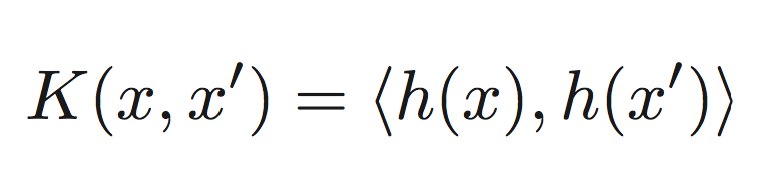 K(x, x′) = ⟨h(x), h(x′)⟩